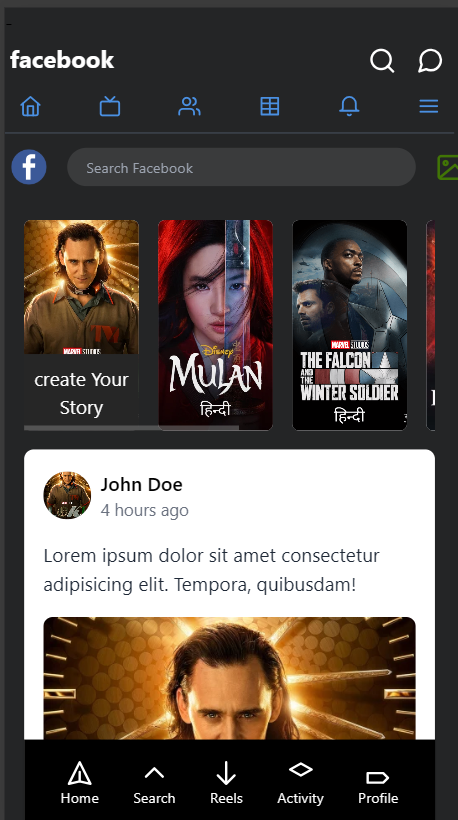 facebook
Search Facebook
MARVEL STUDIOS
create Your
Story
Disney
MULAN
हिन्दी
MARVEL STUDIOS
THE FALCON
AND THE
WINTER SOLDIER
हिन्दी
John Doe
4 hours ago
Lorem ipsum dolor sit amet consectetur
adipisicing elit. Tempora, quibusdam!
Home Search Reels Activity Profile